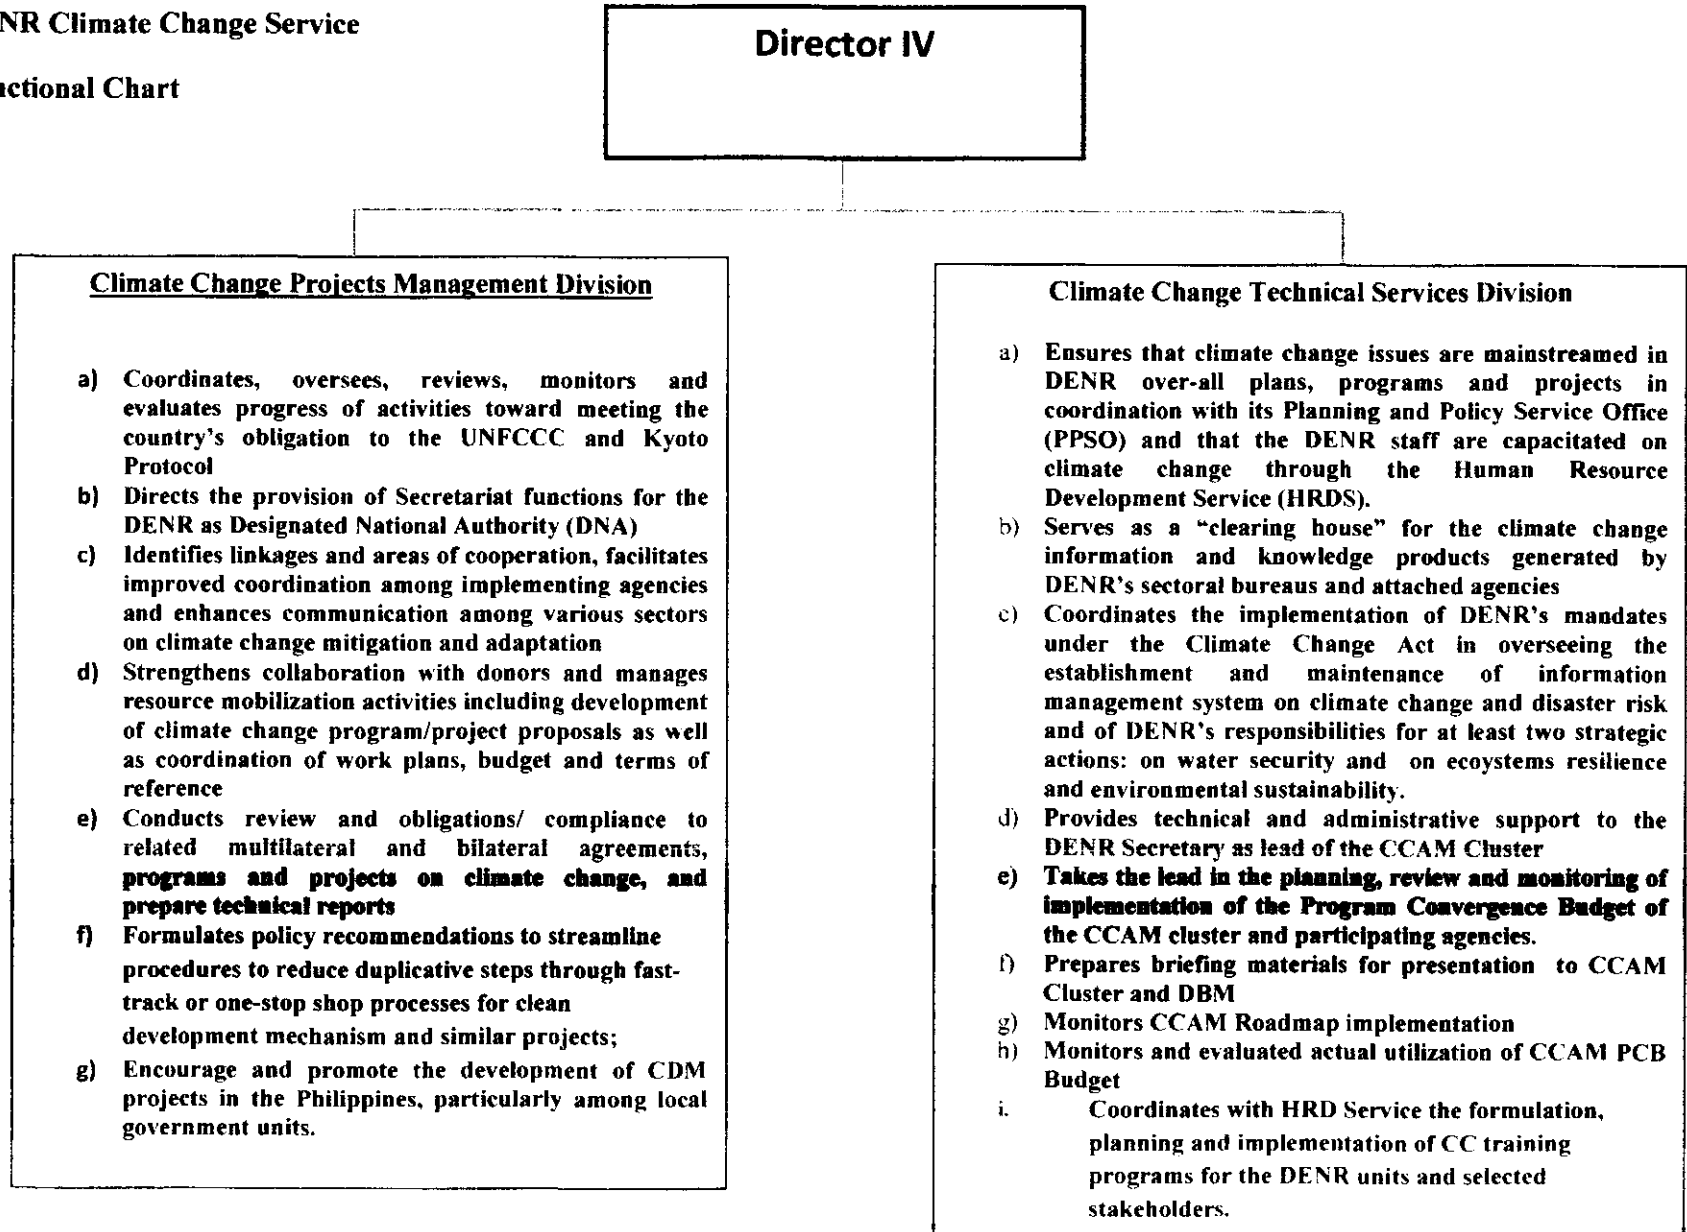 NR Climate Change Service
nctional Chart
Director IV
Climate Change Projects Management Division
a) Coordinates, oversees, reviews, monitors and
evaluates progress of activities toward meeting the
country's obligation to the UNFCCC and Kyoto
Protocol
b) Directs the provision of Secretariat functions for the
DENR as Designated National Authority (DNA)
c) Identifies linkages and areas of cooperation, facilitates
improved coordination among implementing agencies
and enhances communication among various sectors
on climate change mitigation and adaptation
d) Strengthens collaboration with donors and manages
resource mobilization activities including development
of climate change program/project proposals as well
as coordination of work plans, budget and terms of
reference
e) Conducts review and obligations/ compliance to
related multilateral and bilateral agreements,
programs and projects on climate change, and
prepare technical reports
f) Formulates policy recommendations to streamline
procedures to reduce duplicative steps through fast-
track or one-stop shop processes for clean
development mechanism and similar projects;
g) Encourage and promote the development of CDM
projects in the Philippines, particularly among local
government units.
Climate Change Technical Services Division
a) Ensures that climate change issues are mainstreamed in
DENR over-all plans, programs and projects in
coordination with its Planning and Policy Service Office
(PPSO) and that the DENR staff are capacitated on
climate change through the Human Resource
Development Service (HRDS).
b) Serves as a "clearing house" for the climate change
information and knowledge products generated by
DENR's sectoral bureaus and attached agencies
c) Coordinates the implementation of DENR's mandates
under the Climate Change Act in overseeing the
establishment and maintenance of information
management system on climate change and disaster risk
and of DENR's responsibilities for at least two strategic
actions: on water security and on ecoystems resilience
and environmental sustainability.
d) Provides technical and administrative support to the
DENR Secretary as lead of the CCAM Cluster
e) Takes the lead in the planning, review and monitoring of
implementation of the Program Convergence Budget of
the CCAM cluster and participating agencies.
f) Prepares briefing materials for presentation to CCAM
Cluster and DBM
g) Monitors CCAM Roadmap implementation
h) Monitors and evaluated actual utilization of CCAM PCB
Budget
i. Coordinates with HRD Service the formulation,
planning and implementation of CC training
programs for the DENR units and selected
stakeholders.